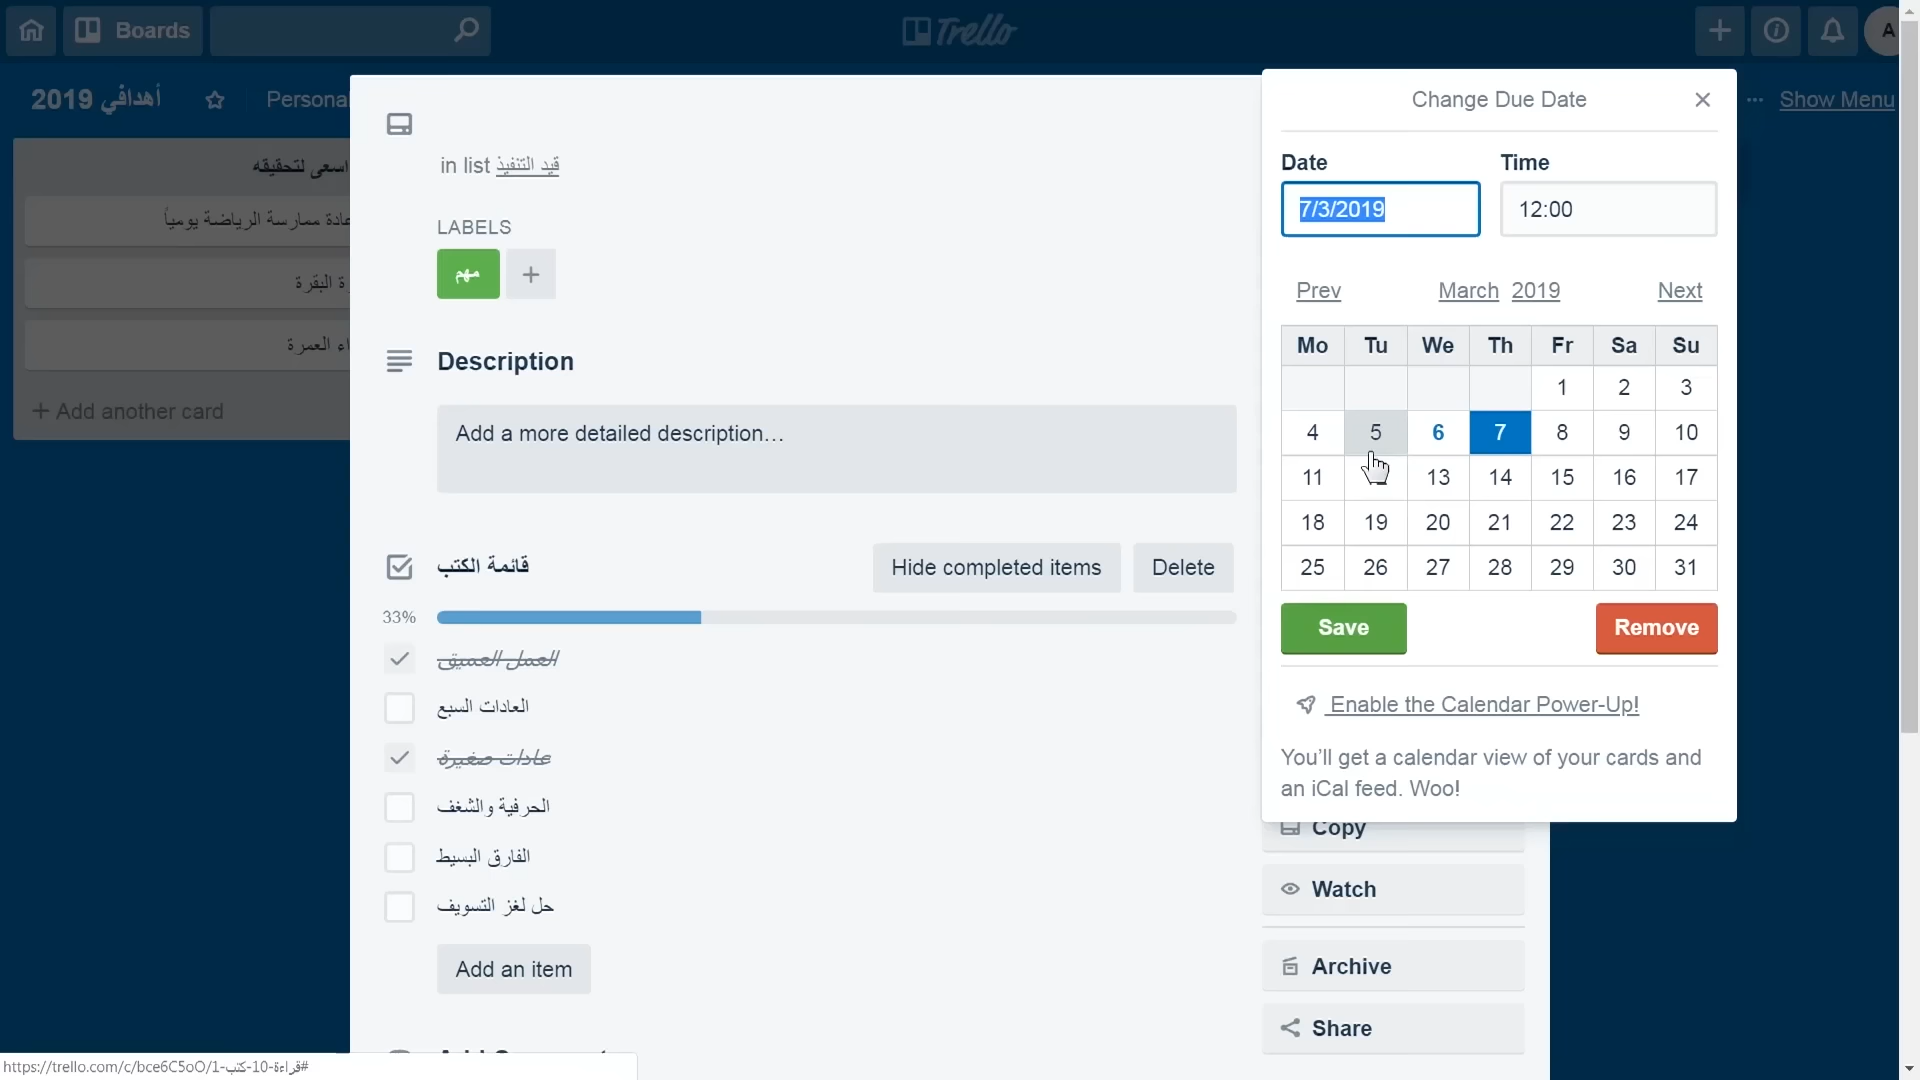 Boards
Trello
A
أهدافي 2019
Personal
Show Menu
اسعى لتحقيقه
عادة ممارسة الرياضة يومياً
ة البقرة
اء العمرة
+ Add another card
in list قيد التنفيذ
LABELS
مهم
+
Description
Add a more detailed description…
قائمة الكتب
Hide completed items
Delete
33%
العمل العميق
العادات السبع
عادات صغيرة
الحرفية والشغف
الفارق البسيط
حل لغز التسويف
Add an item
Change Due Date
Date Time
7/3/2019 12:00
Prev March 2019 Next
Mo Tu We Th Fr Sa Su
1 2 3
4 5 6 7 8 9 10
11 12 13 14 15 16 17
18 19 20 21 22 23 24
25 26 27 28 29 30 31
Save Remove
Enable the Calendar Power-Up!
You'll get a calendar view of your cards and
an iCal feed. Woo!
Copy
Watch
Archive
Share
https://trello.com/c/bce6C5oO/1-قراءة-10-كتب#